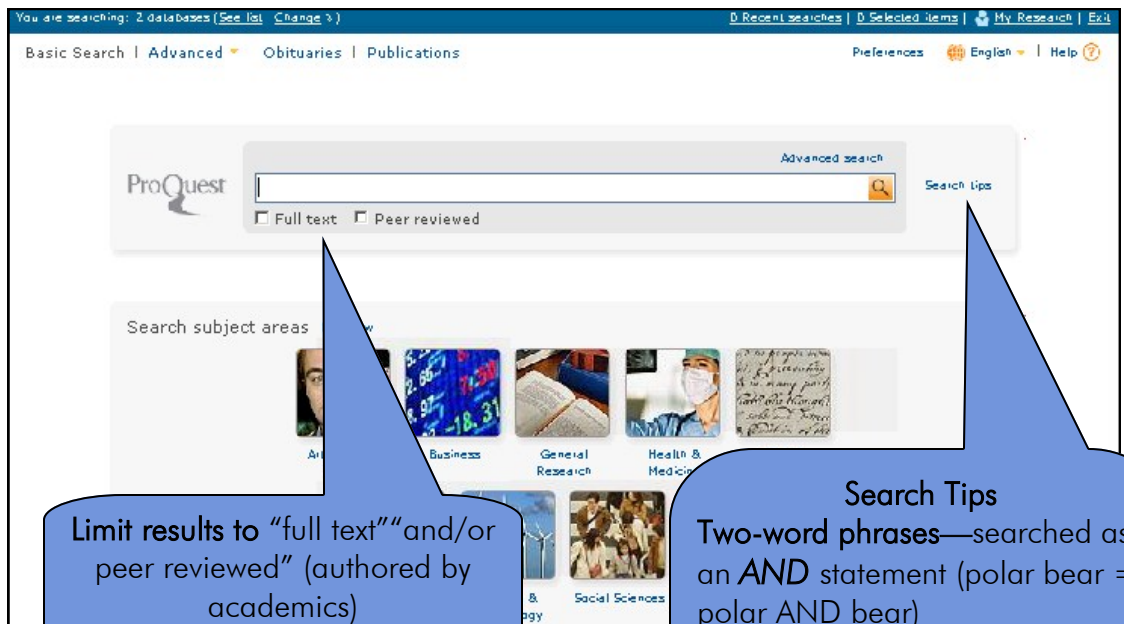 You are searching: 2 databases (See list Change )
0 Recent searches | 0 Selected items | My Research | Exit
Basic Search | Advanced Obituaries | Publications
Preferences English | Help ?
Advanced search
ProQuest
Search tips
Full text Peer reviewed
Search subject areas
Business
General Research
Health &
Social Sciences
&
Limit results to “full text”“and/or
peer reviewed” (authored by
academics)
Search Tips
Two-word phrases—searched as
an AND statement (polar bear =
polar AND bear)